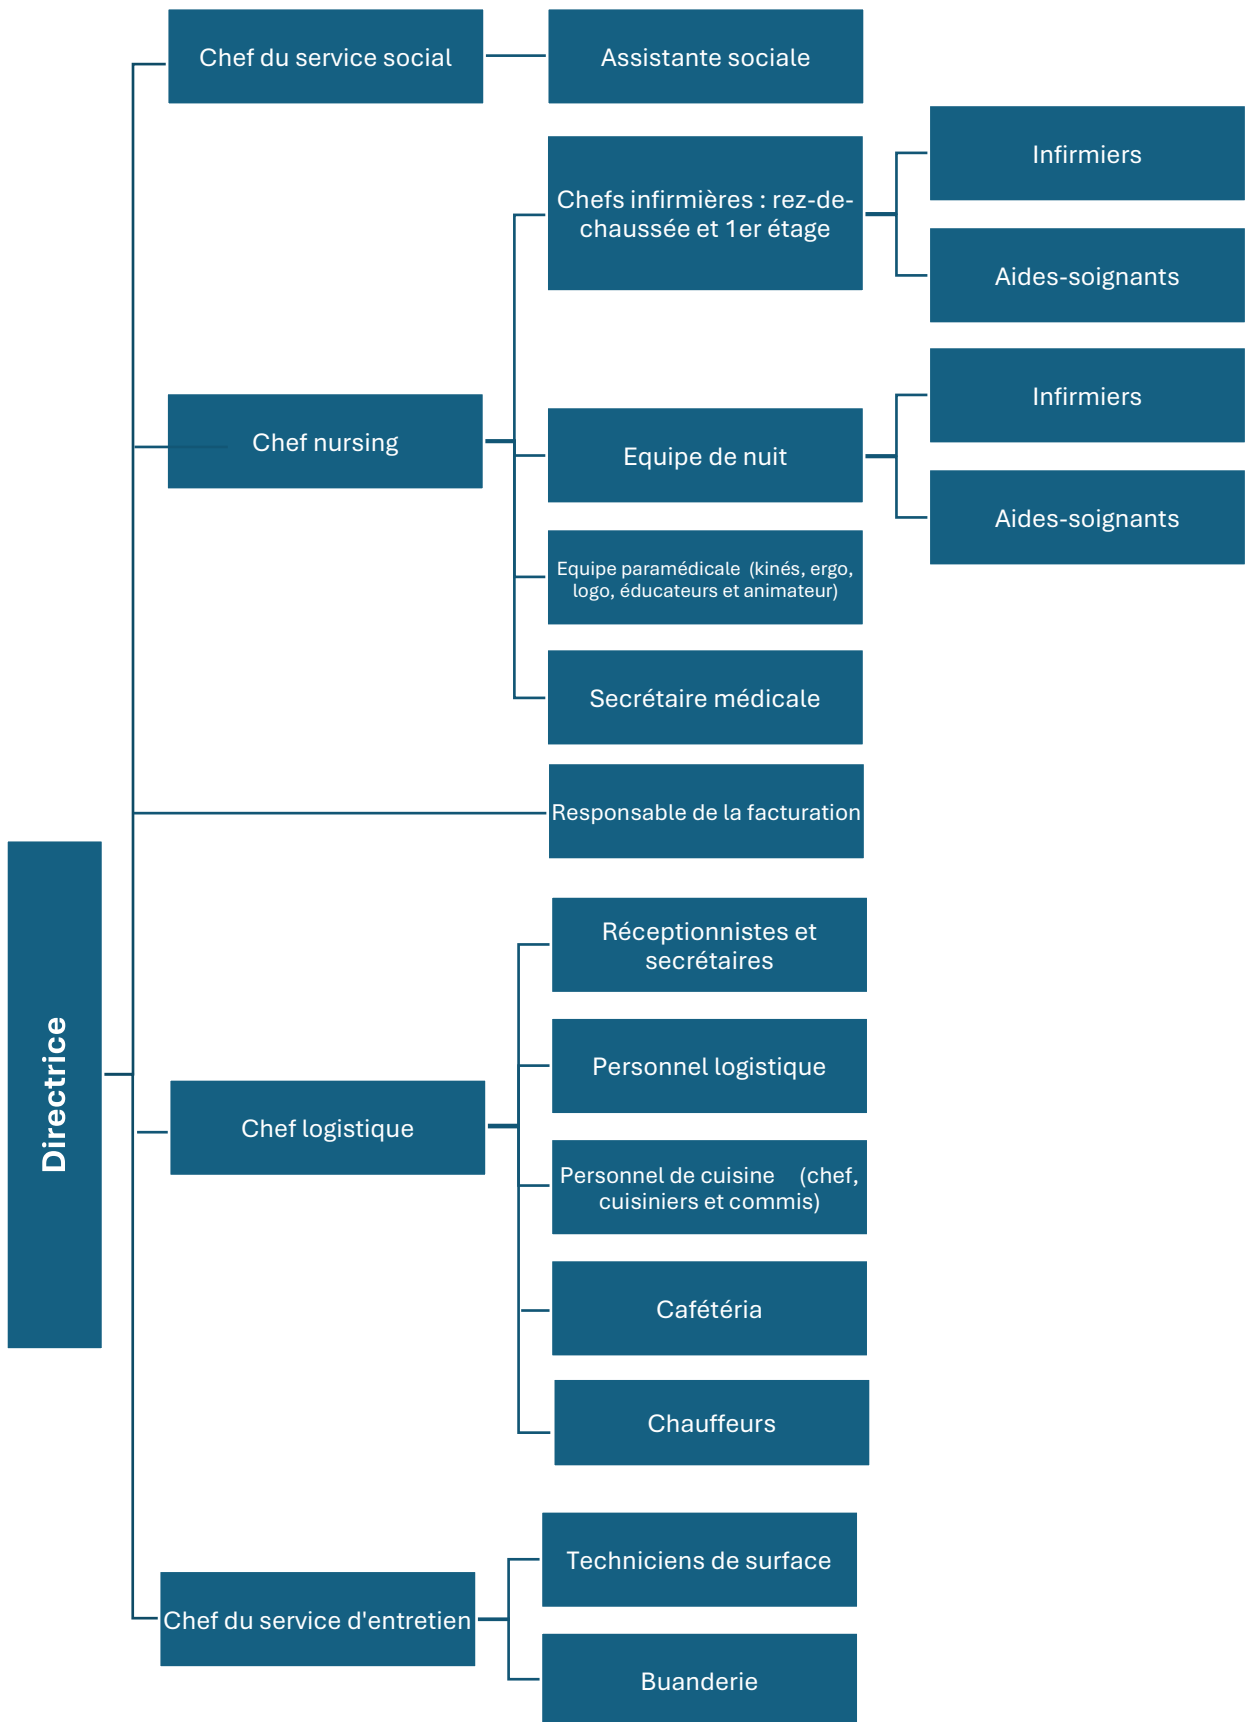 Chef du service social
Assistante sociale
Infirmiers
Chefs infirmières : rez-de-
chaussée et 1er étage
Aides-soignants
Infirmiers
Chef nursing
Equipe de nuit
Aides-soignants
Equipe paramédicale (kinés, ergo,
logo, éducateurs et animateur)
Secrétaire médicale
Responsable de la facturation
Directrice
Réceptionnistes et
secrétaires
Personnel logistique
Chef logistique
Personnel de cuisine (chef,
cuisiniers et commis)
Cafétéria
Chauffeurs
Techniciens de surface
Chef du service d'entretien
Buanderie